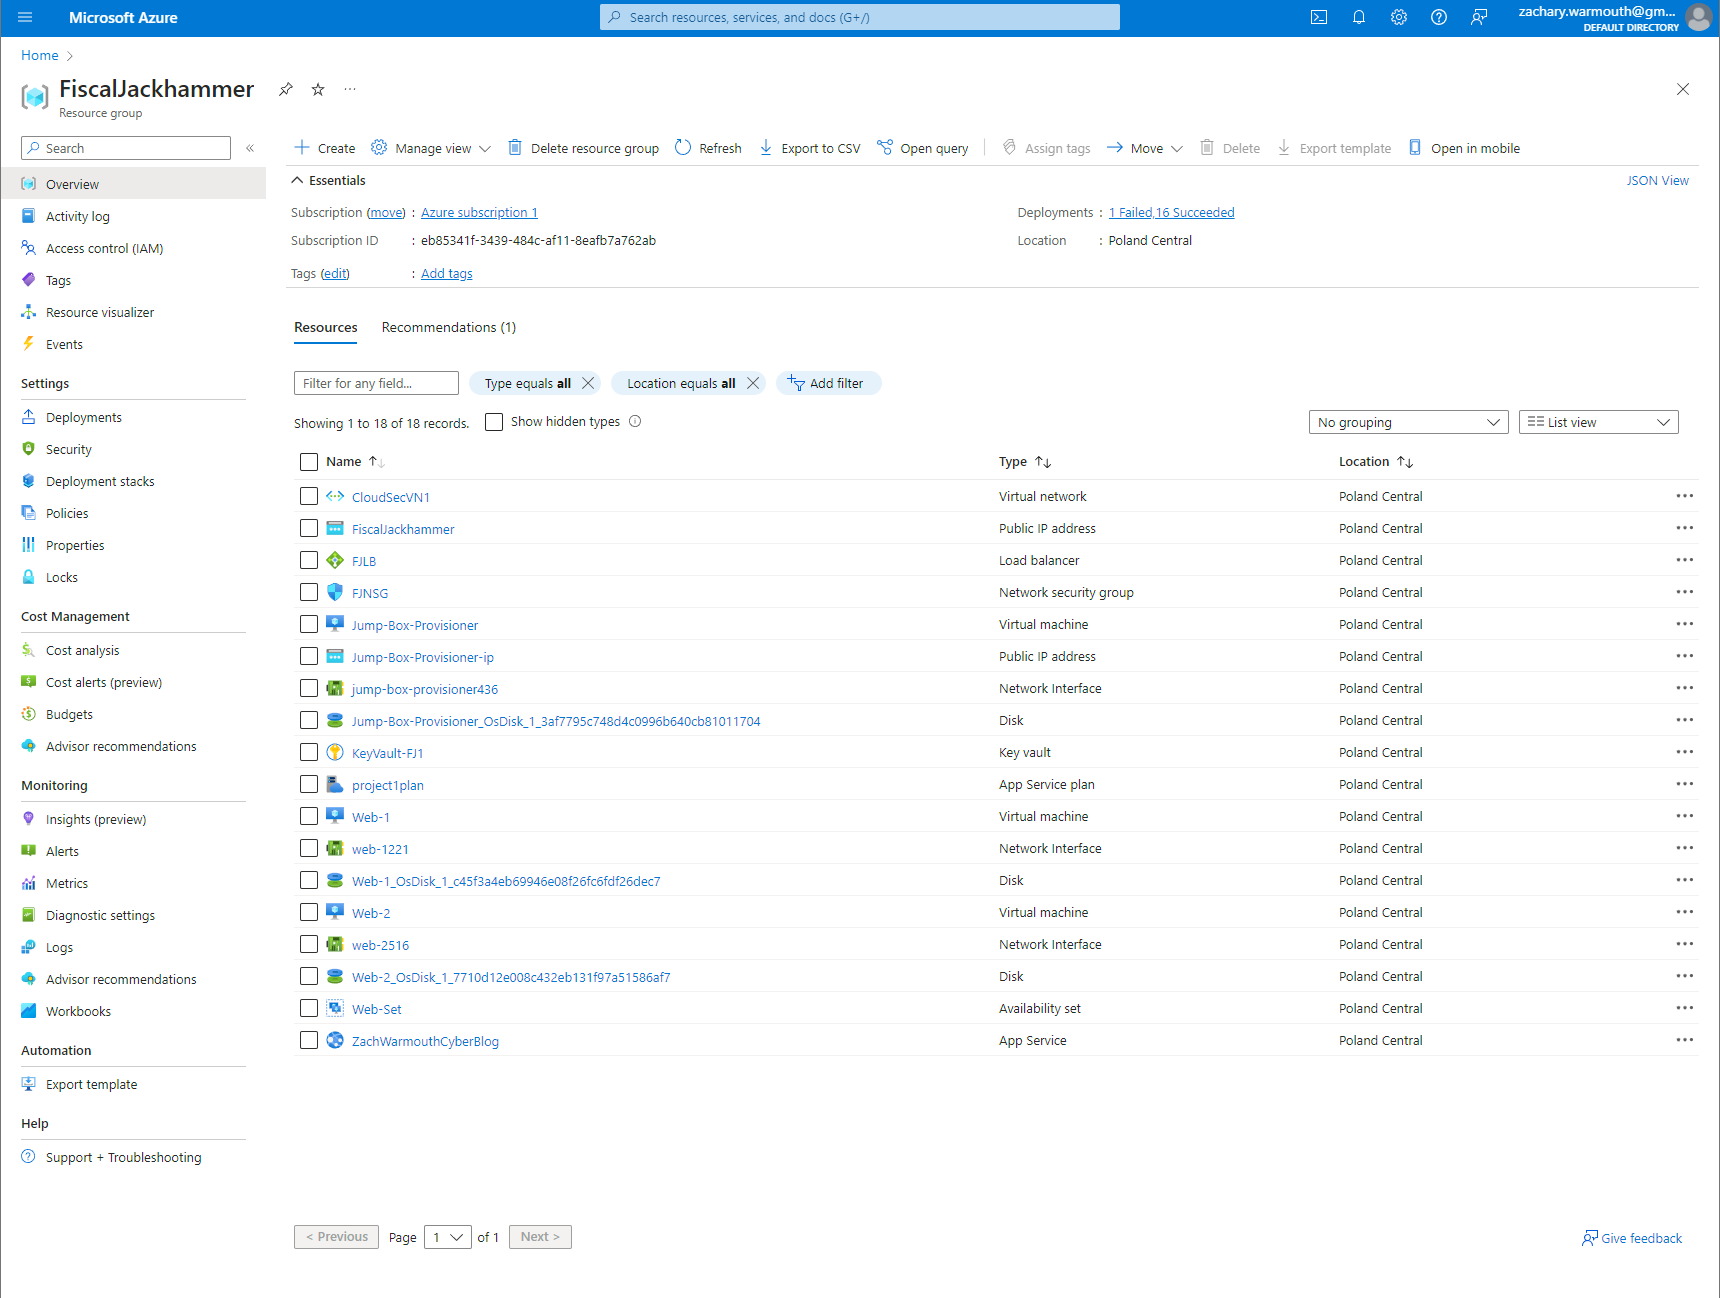 Microsoft Azure
Search resources, services, and docs (G+/)
zachary.warmouth@gm...
DEFAULT DIRECTORY
Home
FiscalJackhammer
Resource group
Search
Overview
Activity log
Access control (IAM)
Tags
Resource visualizer
Events
Settings
Deployments
Security
Deployment stacks
Policies
Properties
Locks
Cost Management
Cost analysis
Cost alerts (preview)
Budgets
Advisor recommendations
Monitoring
Insights (preview)
Alerts
Metrics
Diagnostic settings
Logs
Advisor recommendations
Workbooks
Automation
Export template
Help
Support + Troubleshooting
Create Manage view Delete resource group Refresh Export to CSV Open query Assign tags Move Delete Export template Open in mobile
Essentials
JSON View
Subscription (move) : Azure subscription 1
Deployments : 1 Failed,16 Succeeded
Subscription ID : eb85341f-3439-484c-af11-8eafb7a762ab
Location : Poland Central
Tags (edit) : Add tags
Resources Recommendations (1)
Filter for any field... Type equals all Location equals all Add filter
Showing 1 to 18 of 18 records. Show hidden types
No grouping List view
Name Type Location
CloudSecVN1 Virtual network Poland Central
FiscalJackhammer Public IP address Poland Central
FJLB Load balancer Poland Central
FJNSG Network security group Poland Central
Jump-Box-Provisioner Virtual machine Poland Central
Jump-Box-Provisioner-ip Public IP address Poland Central
jump-box-provisioner436 Network Interface Poland Central
Jump-Box-Provisioner_OsDisk_1_3af7795c748d4c0996b640cb81011704 Disk Poland Central
KeyVault-FJ1 Key vault Poland Central
project1plan App Service plan Poland Central
Web-1 Virtual machine Poland Central
web-1221 Network Interface Poland Central
Web-1_OsDisk_1_c45f3a4eb69946e08f26fc6fdf26dec7 Disk Poland Central
Web-2 Virtual machine Poland Central
web-2516 Network Interface Poland Central
Web-2_OsDisk_1_7710d12e008c432eb131f97a51586af7 Disk Poland Central
Web-Set Availability set Poland Central
ZachWarmouthCyberBlog App Service Poland Central
< Previous Page 1 of 1 Next >
Give feedback